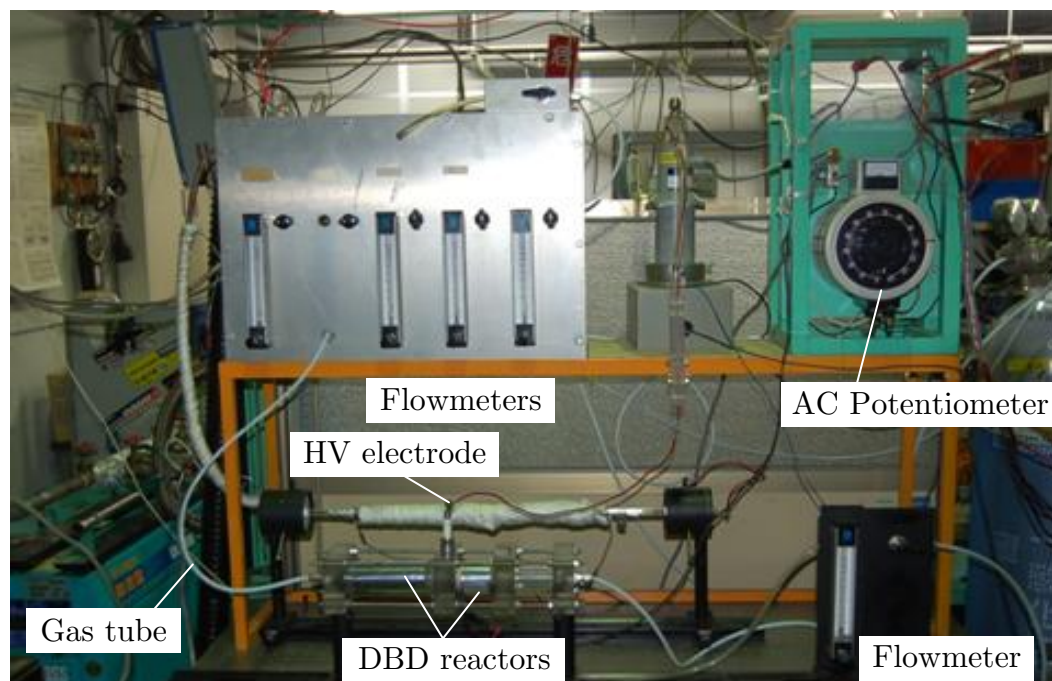 Flowmeters
AC Potentiometer
HV electrode
Gas tube
DBD reactors
Flowmeter